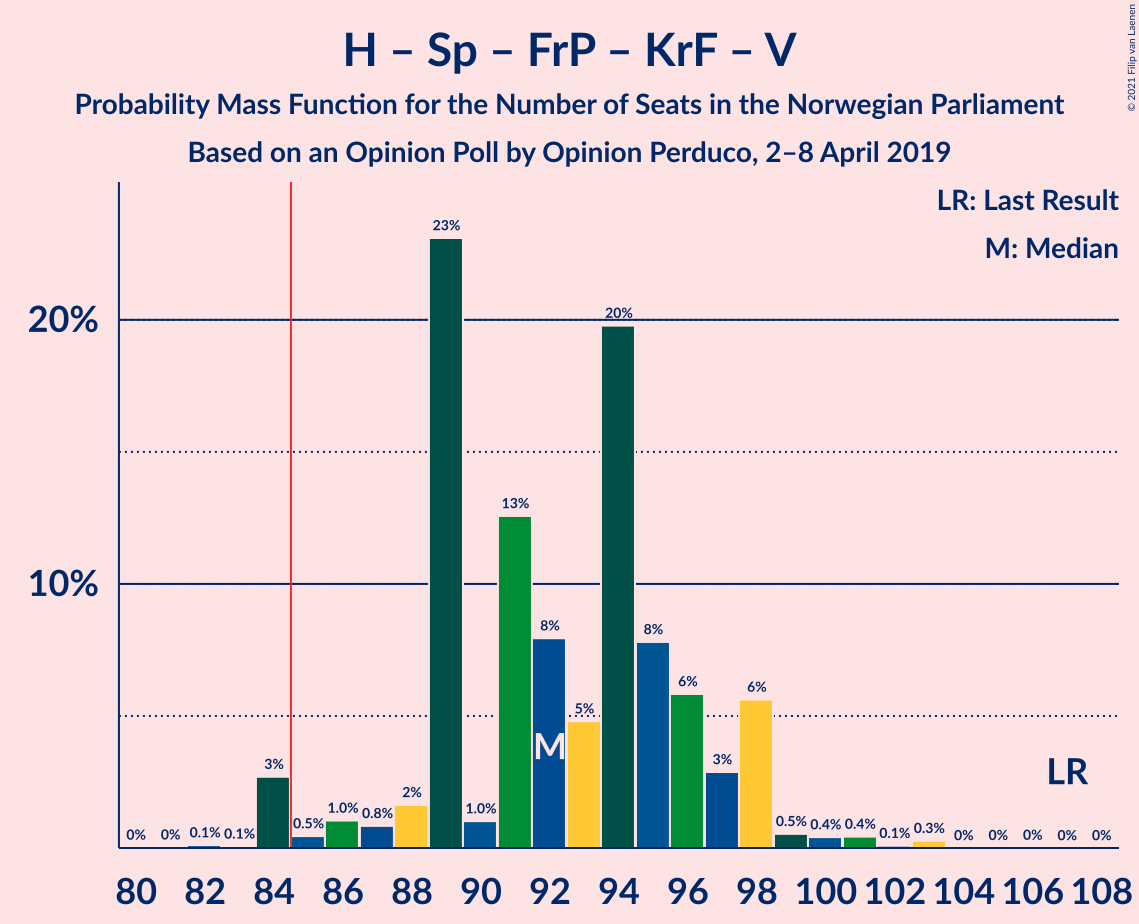 H – Sp – FrP – KrF – V
Probability Mass Function for the Number of Seats in the Norwegian Parliament
Based on an Opinion Poll by Opinion Perduco, 2–8 April 2019
© 2021 Filip van Laenen
LR: Last Result
M: Median
20%
10%
0% 0% 0.1% 0.1% 3% 0.5% 1.0% 0.8% 2% 23% 1.0% 13% 8% 5% 20% 8% 6% 3% 6% 0.5% 0.4% 0.4% 0.1% 0.3% 0% 0% 0% 0% 0%
M
LR
80 82 84 86 88 90 92 94 96 98 100 102 104 106 108